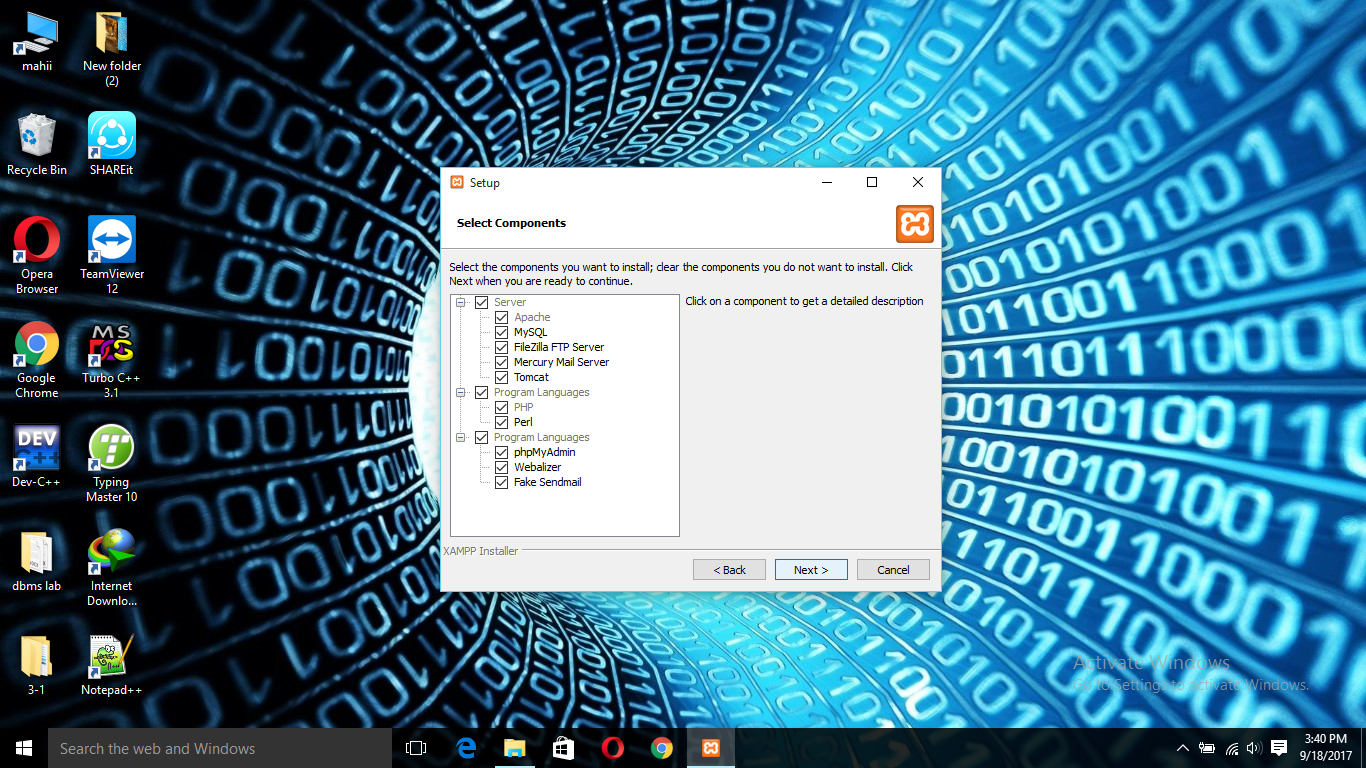 mahii
New folder
(2)
Recycle Bin
SHAREit
Opera
Browser
TeamViewer
12
Google
Chrome
Turbo C++
3.1
Dev-C++
Typing
Master 10
dbms lab
Internet
Downlo...
3-1
Notepad++
MS
DOS
DEV
C++
Setup
Select Components
Select the components you want to install; clear the components you do not want to install. Click
Next when you are ready to continue.
Server
Apache
MySQL
FileZilla FTP Server
Mercury Mail Server
Tomcat
Program Languages
PHP
Perl
Program Languages
phpMyAdmin
Webalizer
Fake Sendmail
Click on a component to get a detailed description
XAMPP Installer
< Back
Next >
Cancel
Activate Windows
Go to Settings to activate Windows.
Search the web and Windows
3:40 PM
9/18/2017